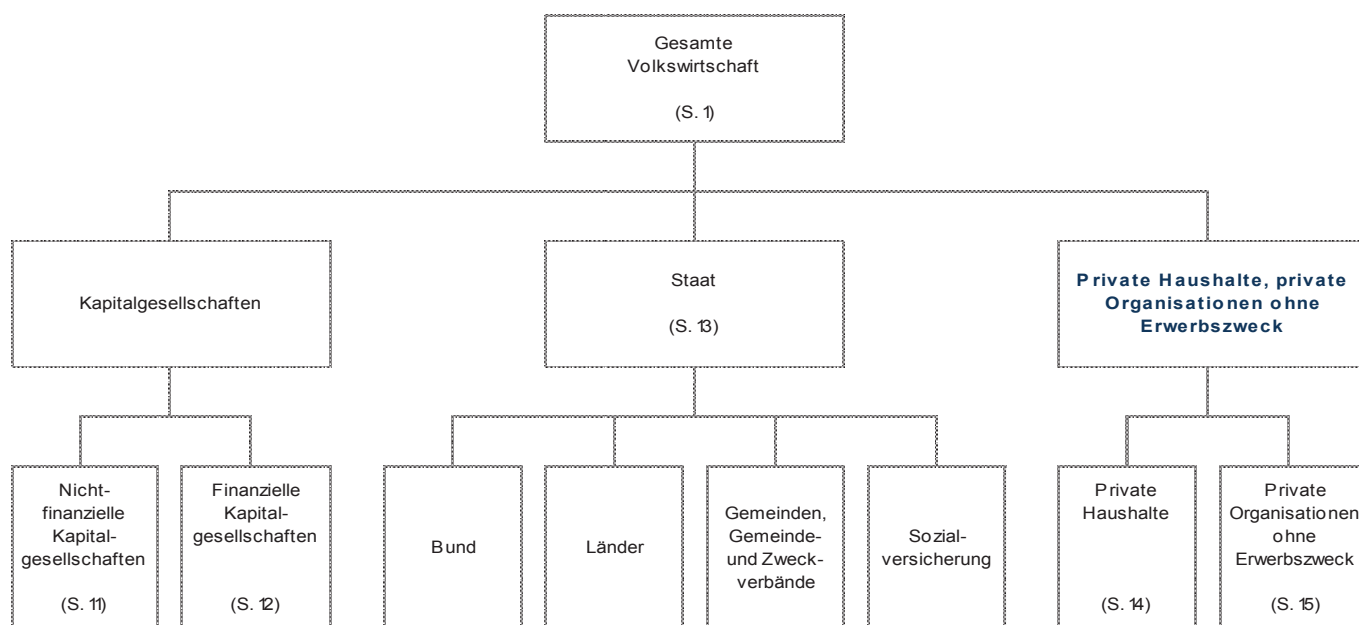 Gesamte
Volkswirtschaft
(S. 1)
Kapitalgesellschaften
Staat
(S. 13)
Private Haushalte, private
Organisationen ohne
Erwerbszweck
Nicht-
finanzielle
Kapital-
gesellschaften
(S. 11)
Finanzielle
Kapital-
gesellschaften
(S. 12)
Bund
Länder
Gemeinden,
Gemeinde-
und Zweck-
verbände
Sozial-
versicherung
Private
Haushalte
(S. 14)
Private
Organisationen
ohne
Erwerbszweck
(S. 15)